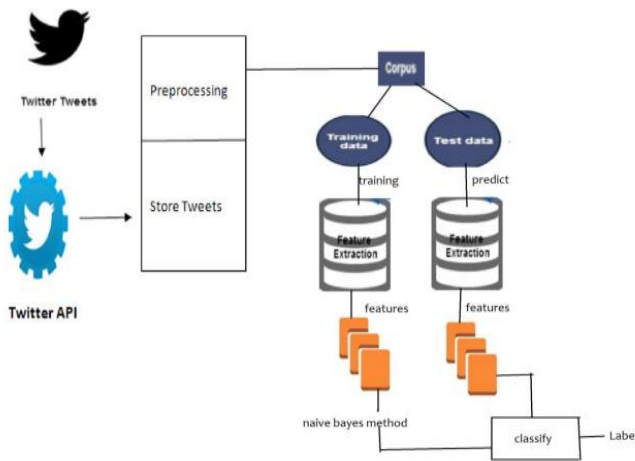 Twitter Tweets
Twitter API
Preprocessing
Store Tweets
Corpus
Training
data
Test data
training
predict
Feature
Extraction
Feature
Extraction
features
features
naive bayes method
classify
Labe